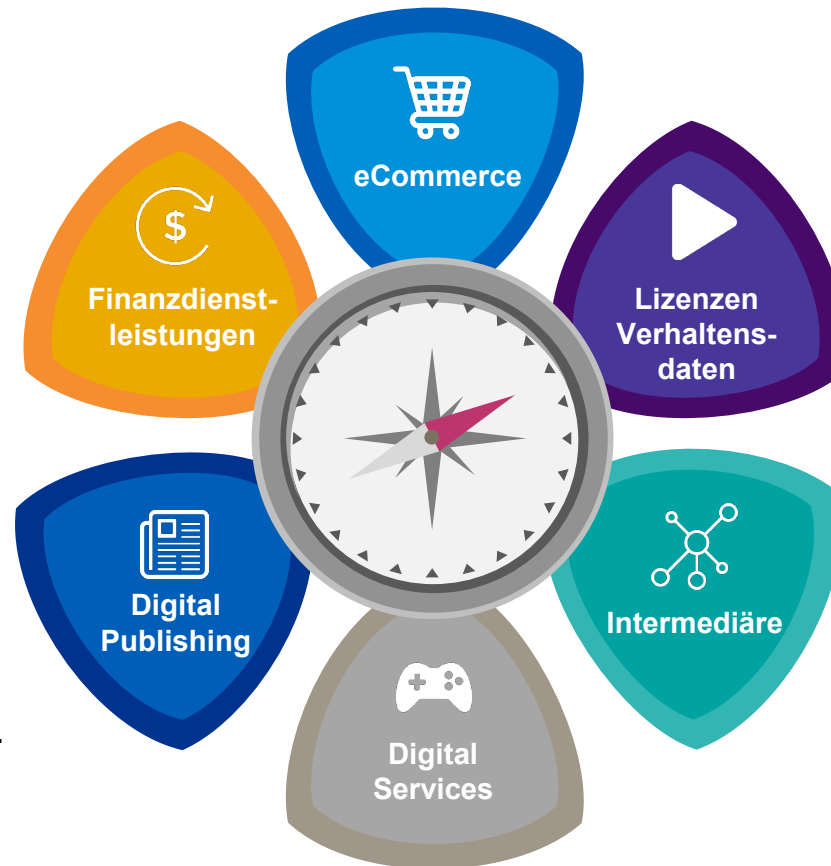 eCommerce
$
Finanzdienst-
leistungen
Lizenzen
Verhaltens-
daten
Digital
Publishing
Intermediäre
Digital
Services